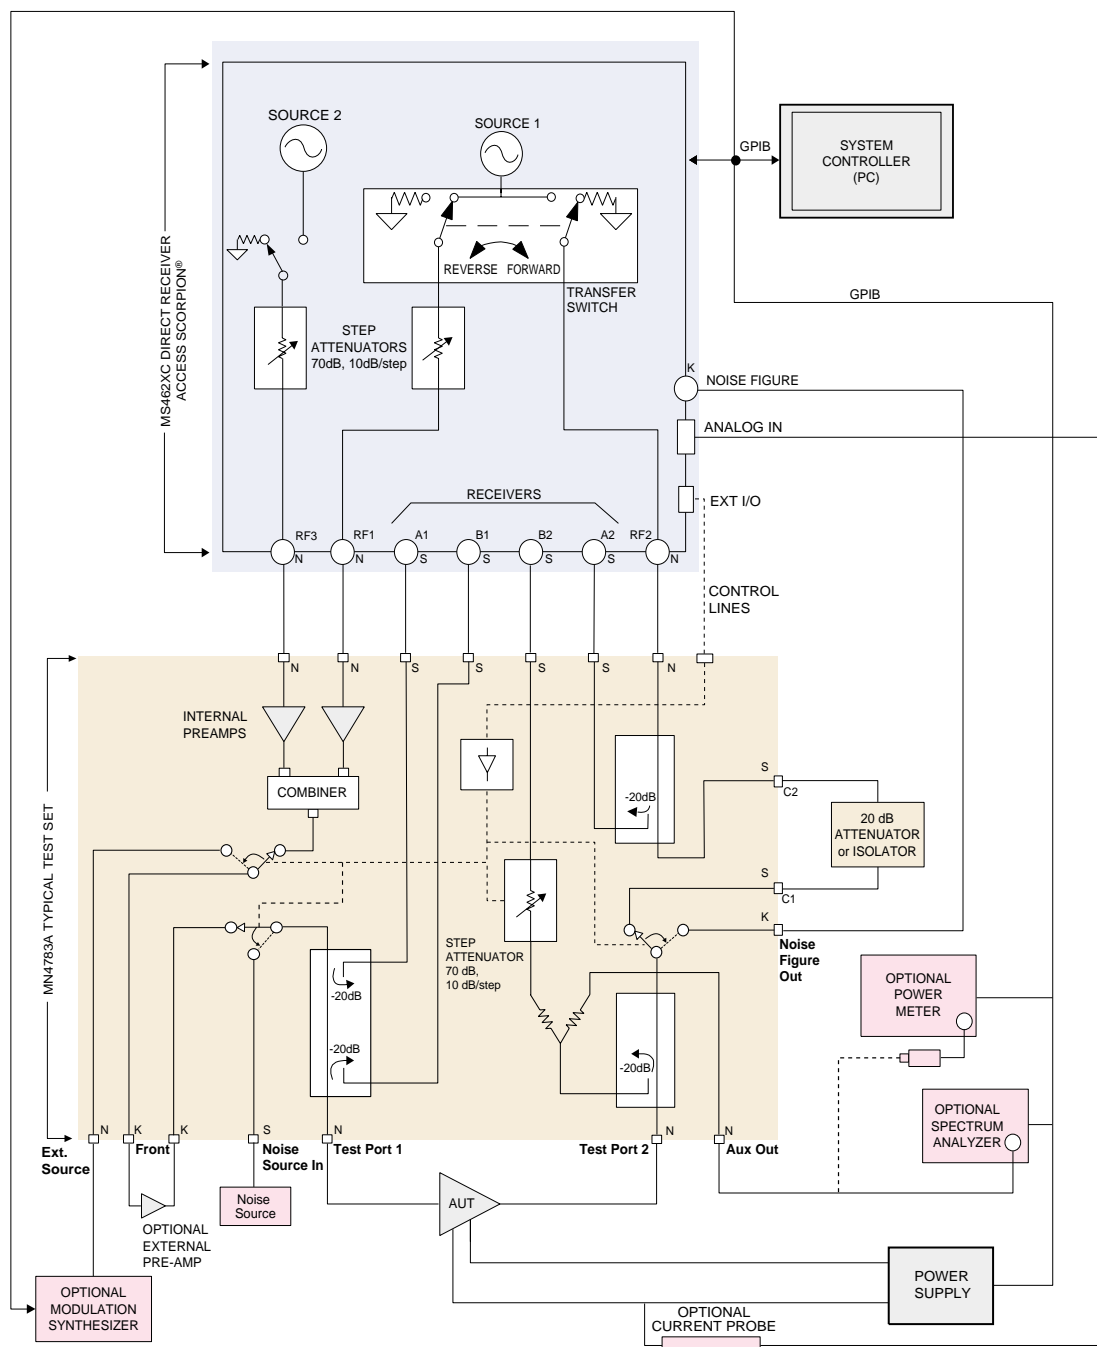 SOURCE 2
SOURCE 1
GPIB
SYSTEM
CONTROLLER
(PC)
MS462XC DIRECT RECEIVER
ACCESS SCORPION®
REVERSE FORWARD
TRANSFER
SWITCH
GPIB
STEP
ATTENUATORS
70dB, 10dB/step
K
NOISE FIGURE
ANALOG IN
RECEIVERS
EXT I/O
RF3
N
RF1
N
A1
S
B1
S
B2
S
A2
S
RF2
N
CONTROL
LINES
N
N
S
S
S
S
N
INTERNAL
PREAMPS
COMBINER
-20dB
S
C2
20 dB
ATTENUATOR
or ISOLATOR
S
C1
K
Noise
Figure
Out
MN4783A TYPICAL TEST SET
STEP
ATTENUATOR
70 dB,
10 dB/step
-20dB
-20dB
-20dB
OPTIONAL
POWER
METER
OPTIONAL
SPECTRUM
ANALYZER
N
Ext.
Source
K
Front
K
S
Noise
Source In
N
Test Port 1
Test Port 2
N
N
Aux Out
Noise
Source
AUT
OPTIONAL
EXTERNAL
PRE-AMP
POWER
SUPPLY
OPTIONAL
MODULATION
SYNTHESIZER
OPTIONAL
CURRENT PROBE